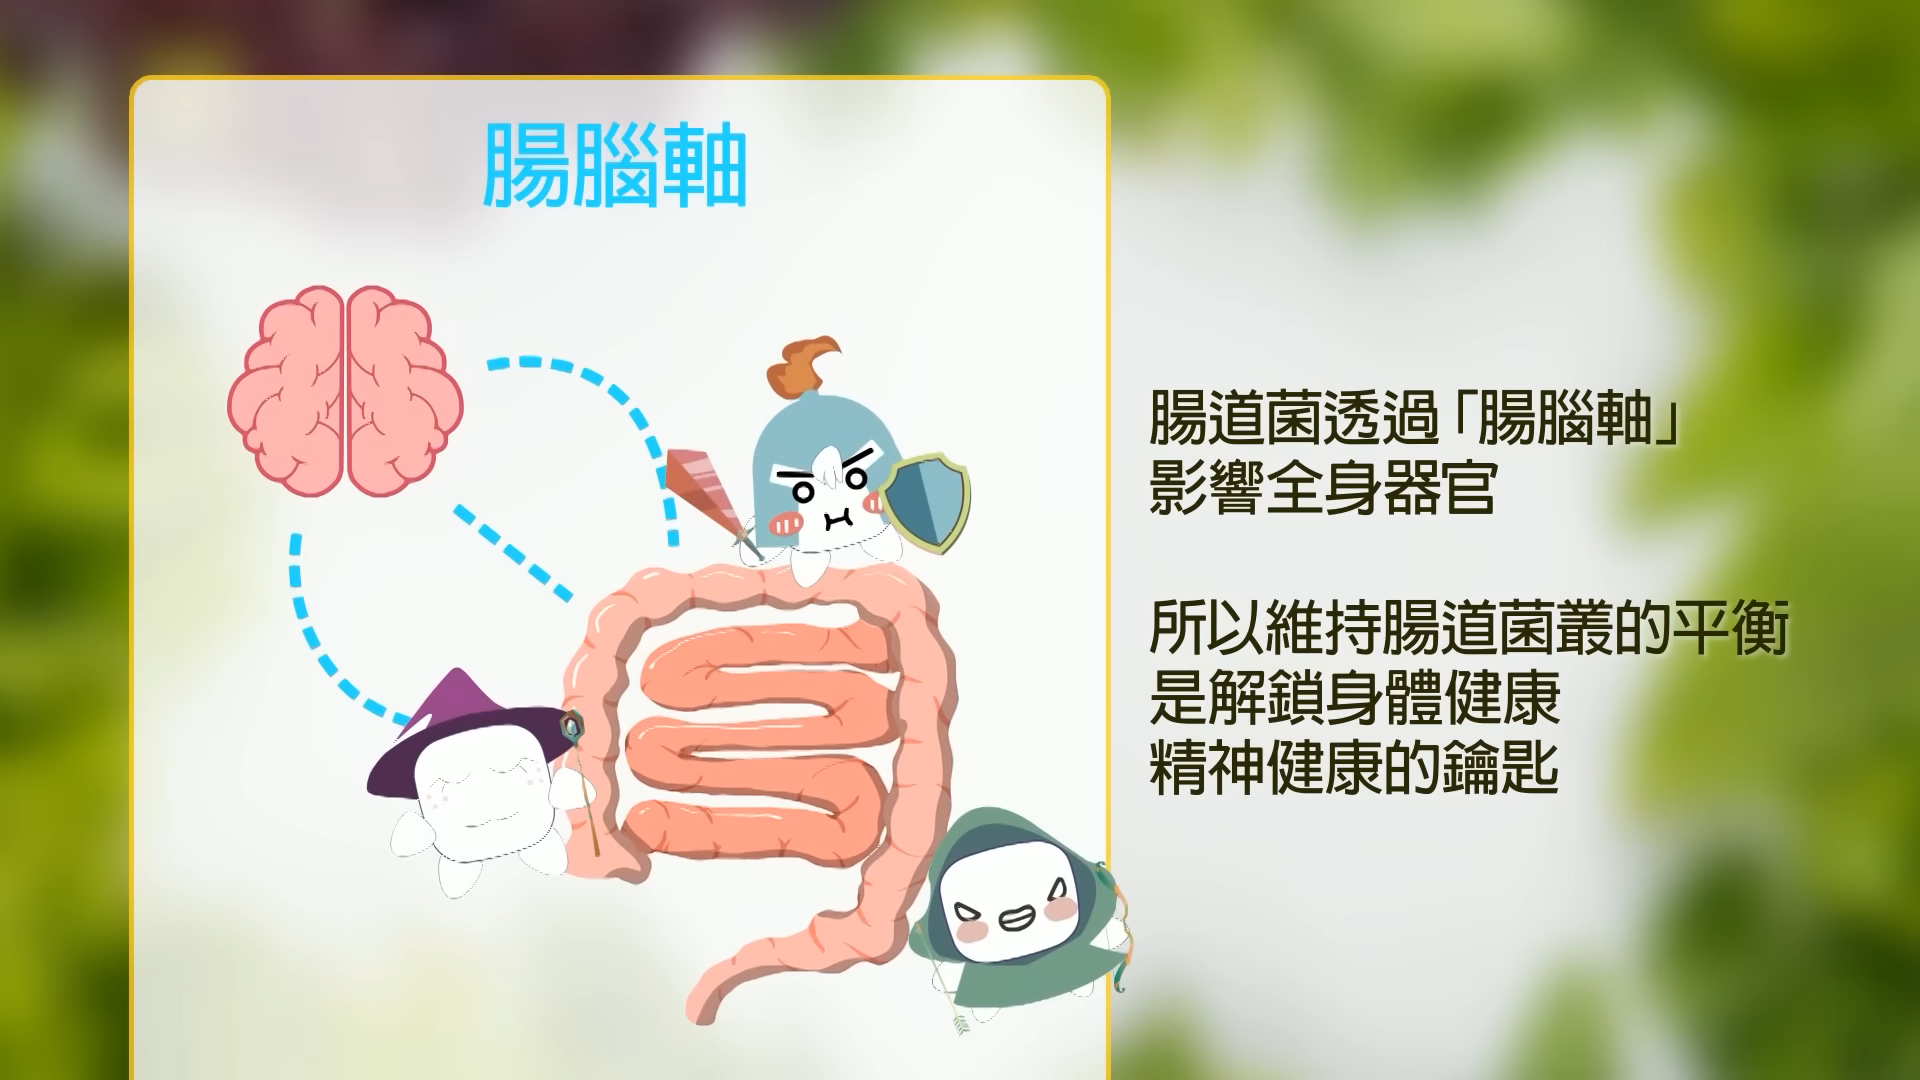 腸腦軸
腸道菌透過「腸腦軸」
影響全身器官
所以維持腸道菌叢的平衡
是解鎖身體健康
精神健康的鑰匙